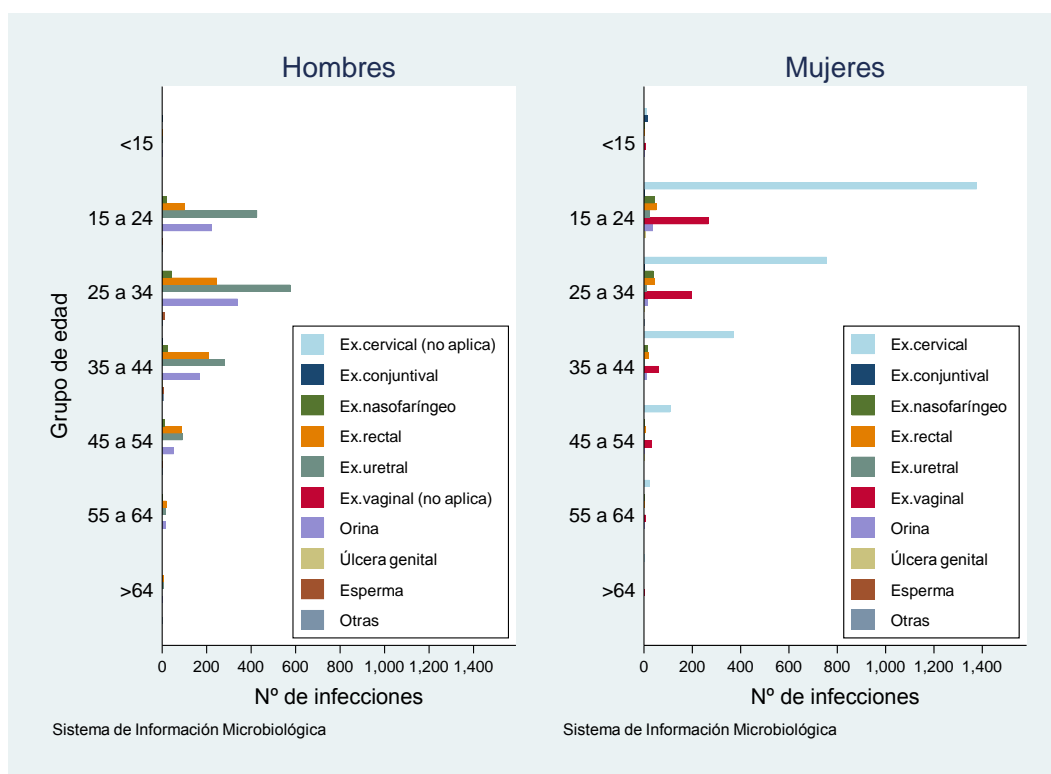 Hombres
Grupo de edad
<15
15 a 24
25 a 34
35 a 44
45 a 54
55 a 64
>64
Ex.cervical (no aplica)
Ex.conjuntival
Ex.nasofaríngeo
Ex.rectal
Ex.uretral
Ex.vaginal (no aplica)
Orina
Úlcera genital
Esperma
Otras
0 200 400 600 800 1,000 1,200 1,400
Nº de infecciones
Sistema de Información Microbiológica
Mujeres
<15
15 a 24
25 a 34
35 a 44
45 a 54
55 a 64
>64
Ex.cervical
Ex.conjuntival
Ex.nasofaríngeo
Ex.rectal
Ex.uretral
Ex.vaginal
Orina
Úlcera genital
Esperma
Otras
0 200 400 600 800 1,000 1,200 1,400
Nº de infecciones
Sistema de Información Microbiológica